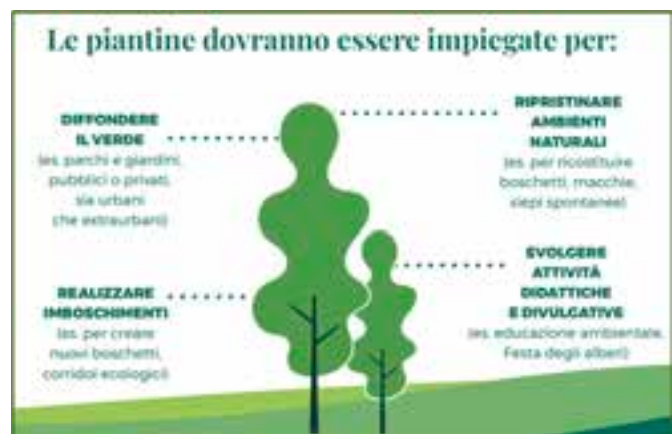 Le piantine dovranno essere impiegate per:
DIFFONDERE
IL VERDE
(es. parchi e giardini,
pubblici o privati,
sia urbani
che extraurbani)
REALIZZARE
IMBOSCHIMENTI
(es. per creare
nuovi boschetti,
corridoi ecologici)
RIPRISTINARE
AMBIENTI
NATURALI
(es. per ricostituire
boschetti, macchie,
siepi spontanee)
SVOLGERE
ATTIVITÀ
DIDATTICHE
E DIVULGATIVE
(es. educazione ambientale,
Festa degli alberi)